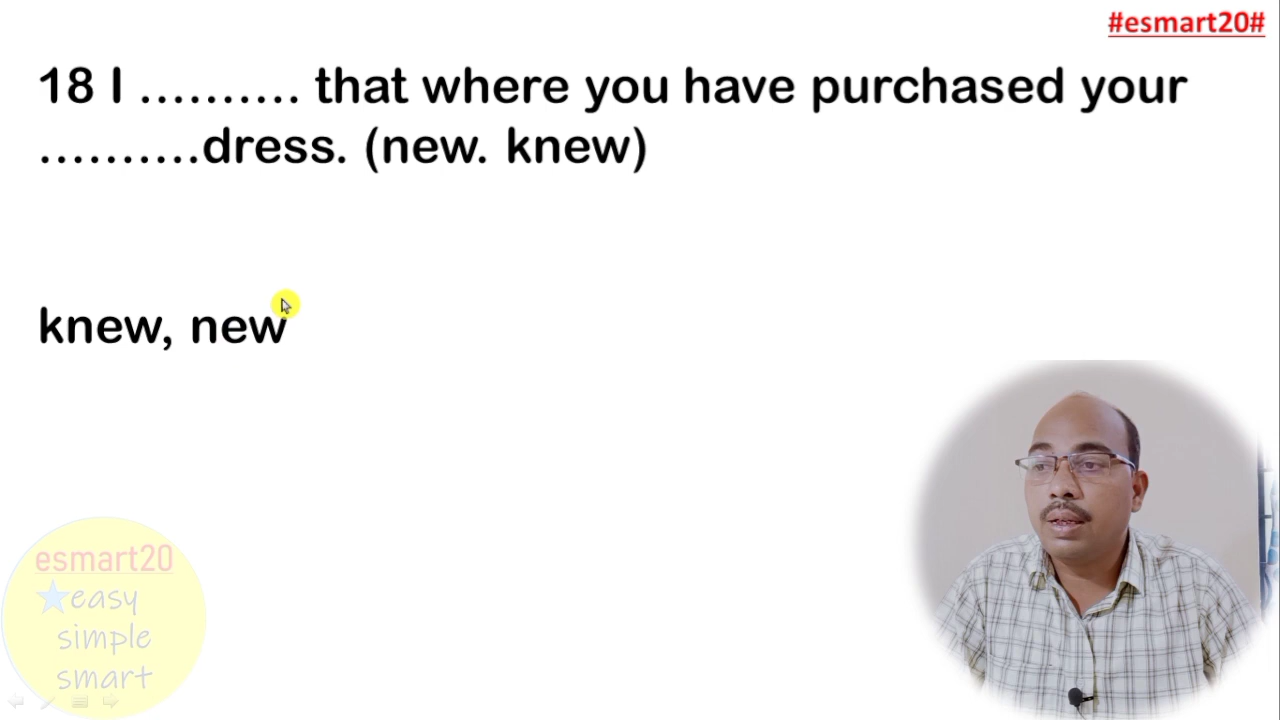 #esmart20#
18 I .......... that where you have purchased your
..........dress. (new. knew)
knew, new
esmart20
easy
simple
smart